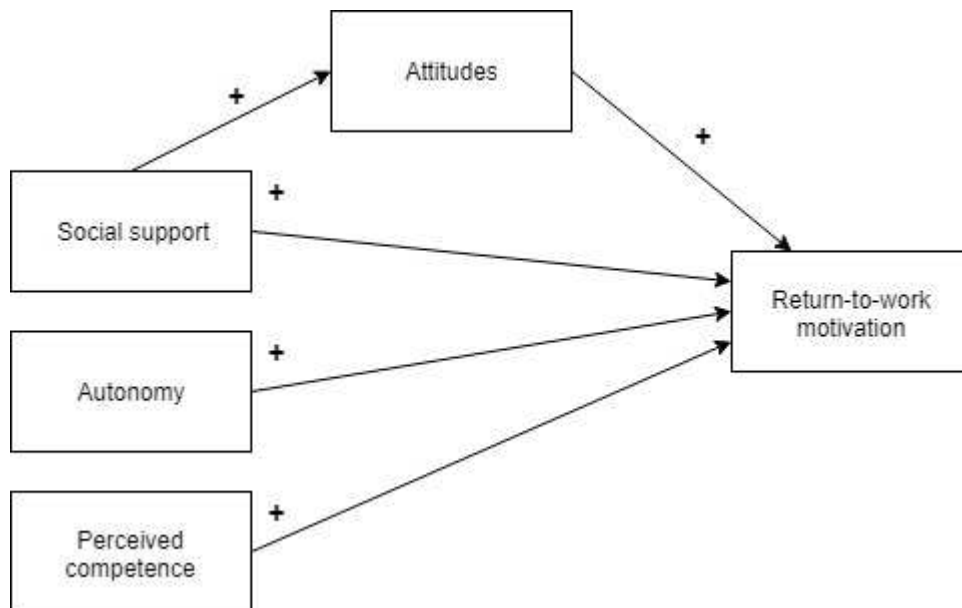 Attitudes
+
+
+
Social support
Return-to-work
motivation
+
Autonomy
+
Perceived
competence